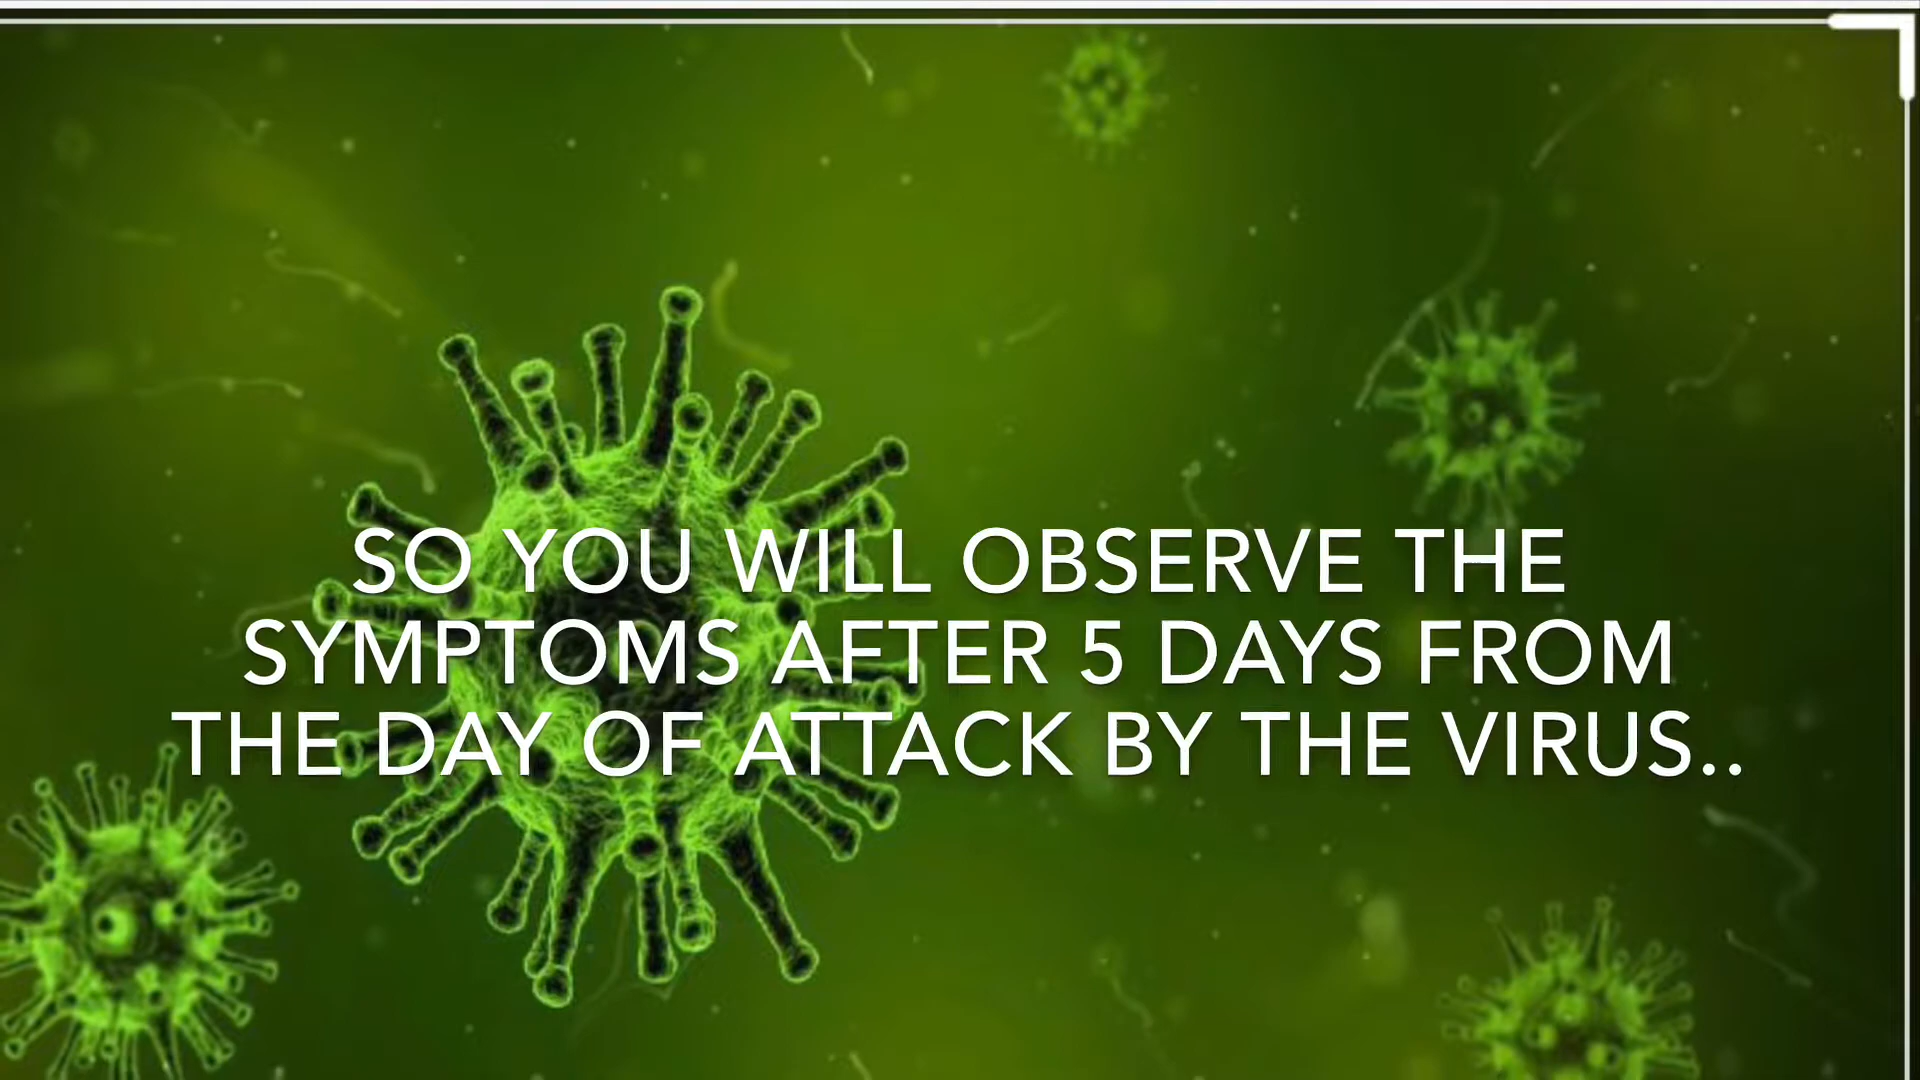 SO YOU WILL OBSERVE THE
SYMPTOMS AFTER 5 DAYS FROM
THE DAY OF ATTACK BY THE VIRUS..